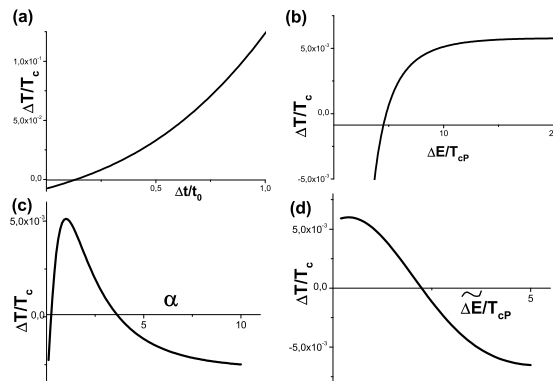 (a)
1,0x10⁻¹
5,0x10⁻²
0,0
0,5
1,0
ΔT/T_c
Δt/t_0
(b)
5,0x10⁻³
0,0
-5,0x10⁻³
10
2
ΔT/T_c
ΔE/T_cP
(c)
5,0x10⁻³
0,0
5
10
ΔT/T_c
α
(d)
5,0x10⁻³
0,0
-5,0x10⁻³
5
ΔT/T_c
Δ̃E/T_cP